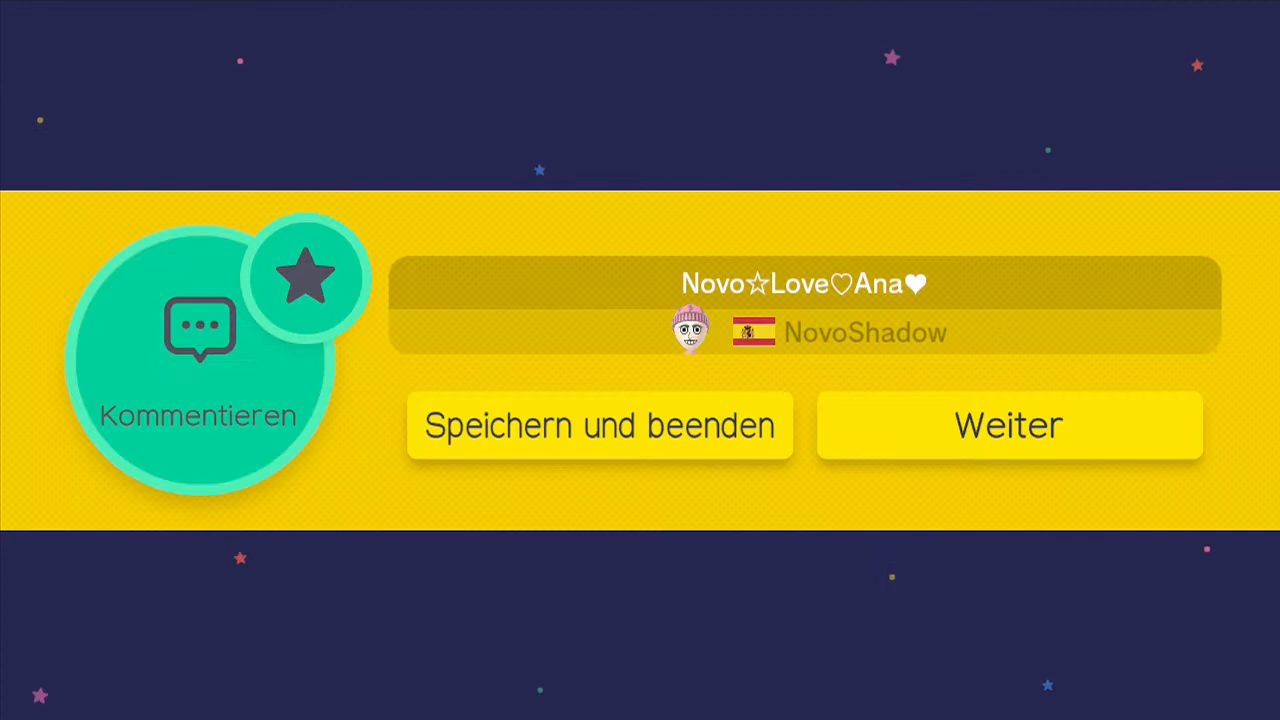 Novo☆Love♡Ana♥
NovoShadow
Kommentieren
Speichern und beenden
Weiter